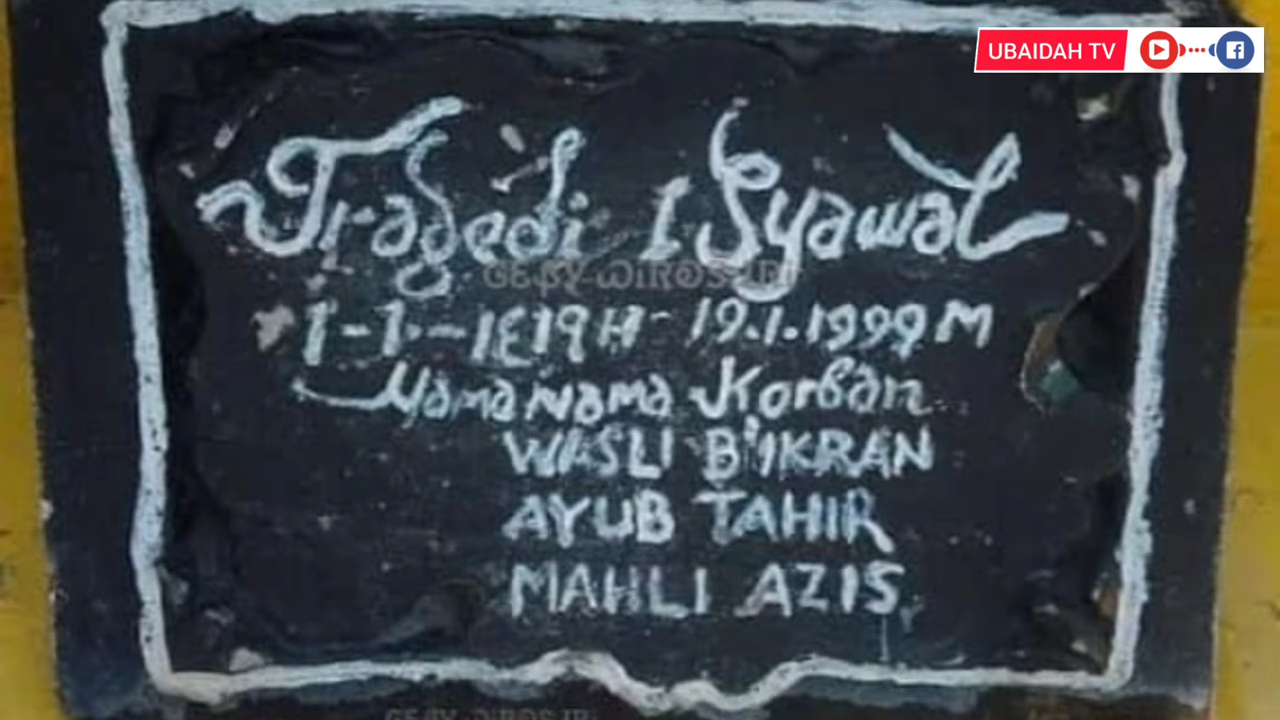 UBAIDAH TV
Tragedi 1 Syawal
1-1-1419 H - 19.1.1999 M
Nama Nama Korban
WASLI B'IKRAN
AYUB TAHIR
MAHLI AZIS